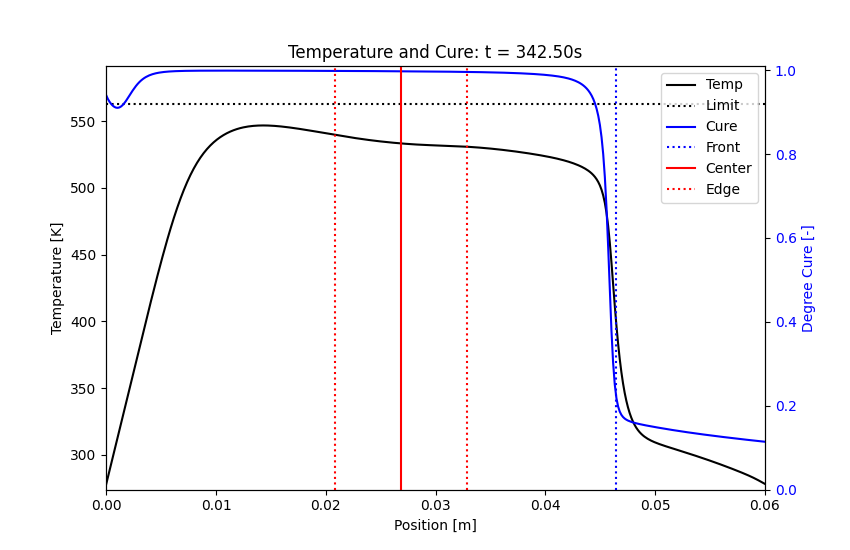 Temperature and Cure: t = 342.50s
Temperature [K]
550
500
450
400
350
300
Temp
Limit
Cure
Front
Center
Edge
1.0
0.8
0.6
0.4
0.2
0.0
Degree Cure [-]
0.00 0.01 0.02 0.03 0.04 0.05 0.06
Position [m]